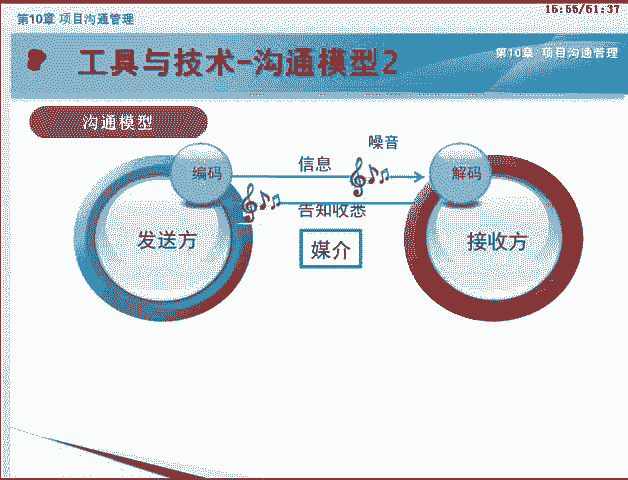 16:55/51:37
第10章 项目沟通管理
工具与技术-沟通模型2
第10章 项目沟通管理
沟通模型
噪音
编码
信息
解码
告知收悉
发送方
媒介
接收方